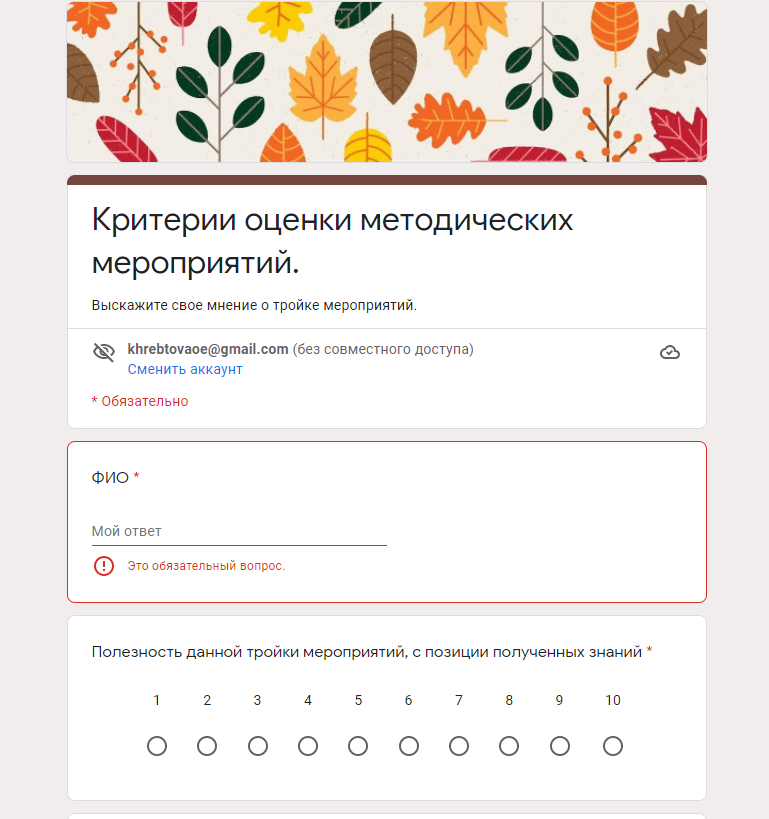 Критерии оценки методических
мероприятий.
Выскажите свое мнение о тройке мероприятий.
khrebtovaoe@gmail.com (без совместного доступа)
Сменить аккаунт
* Обязательно
ФИО *
Мой ответ
Это обязательный вопрос.
Полезность данной тройки мероприятий, с позиции полученных знаний *
1 2 3 4 5 6 7 8 9 10